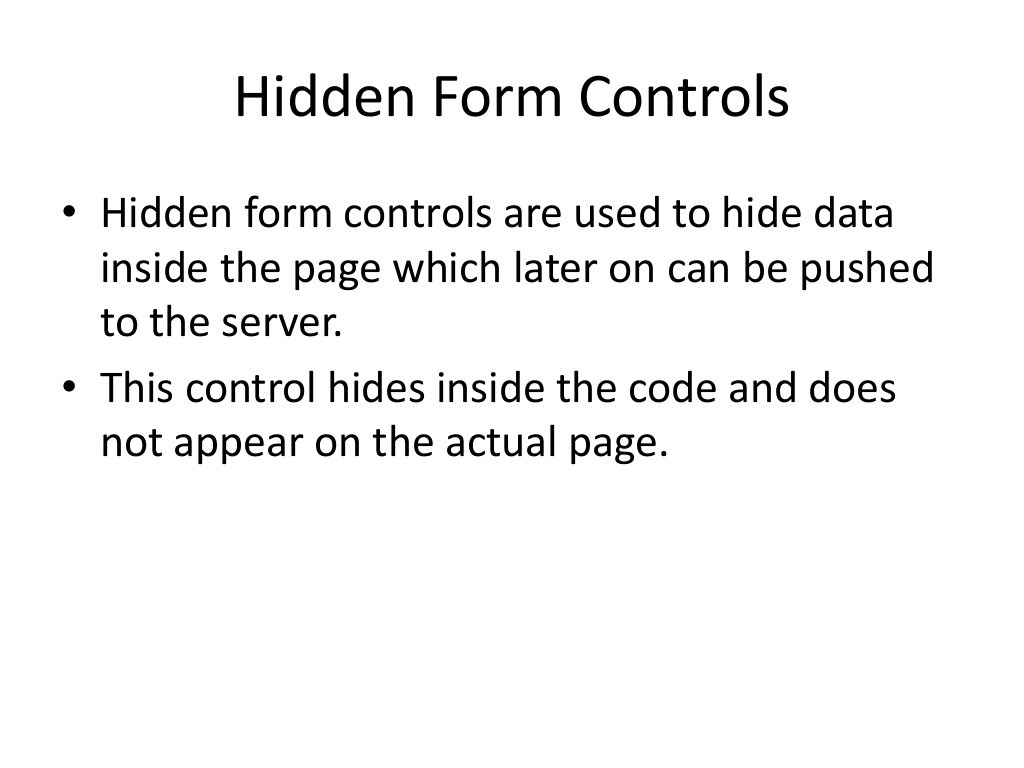 Hidden Form Controls
• Hidden form controls are used to hide data
inside the page which later on can be pushed
to the server.
• This control hides inside the code and does
not appear on the actual page.